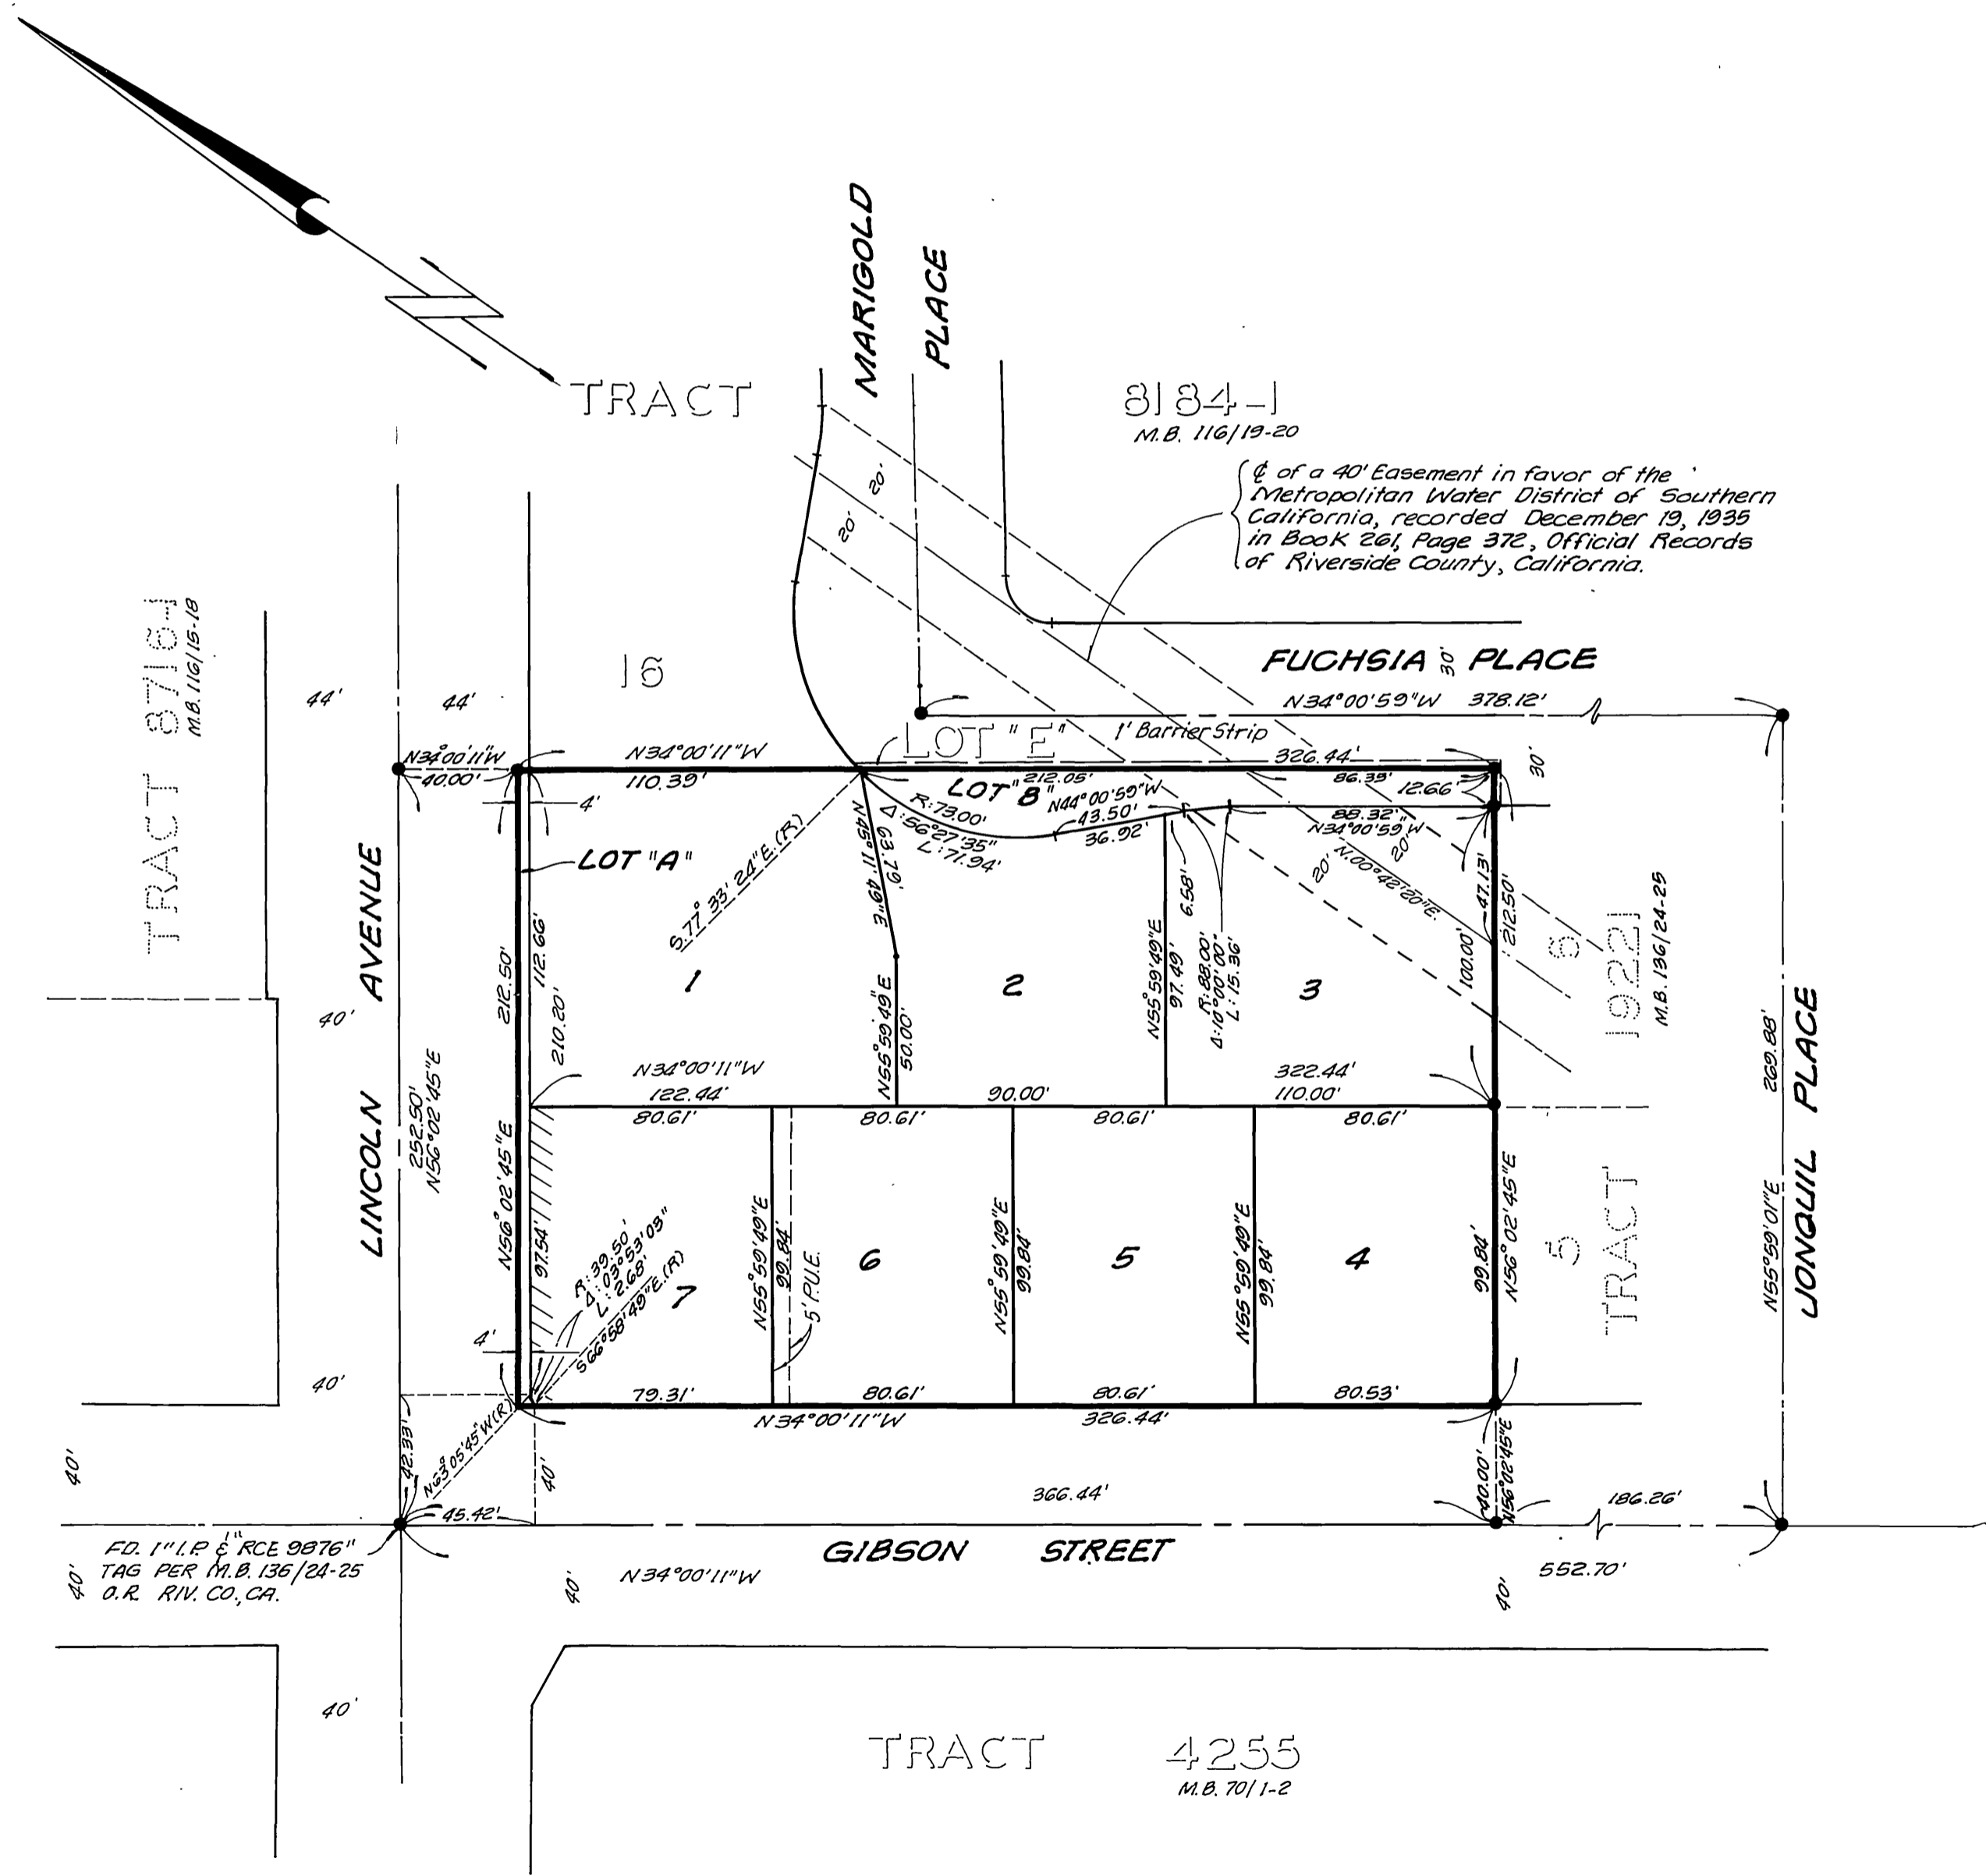 MARIGOLD
PLACE
TRACT
8184-1
M.B. 116/19-20
℄ of a 40' Easement in favor of the
Metropolitan Water District of Southern
California, recorded December 19, 1935
in Book 261, Page 372, Official Records
of Riverside County, California.
20'
20'
TRACT 8716-1
M.B. 116/15-18
16
FUCHSIA 30' PLACE
44'
44'
N34°00'59"W 378.12'
LOT "E"
1' Barrier Strip
N34°00'11"W
40.00'
N34°00'11"W
110.39'
326.44'
30'
212.05'
86.39'
12.66'
4'
LOT "B"
N44°00'59"W
43.50'
36.92'
R:73.00'
Δ:56°27'35"
L:71.94'
88.32'
N34°00'59"W
LOT "A"
S.77°33'24"E.(R)
N45°11'49"E
63.79'
20'
20'
N.00°42'20"E.
47.13'
212.50'
LINCOLN AVENUE
212.50'
112.66'
210.20'
6.58'
N55°59'49"E
97.49'
R:88.00'
Δ:10°00'00"
L:15.36'
100.00'
6
19221
M.B. 136/24-25
1
2
3
40'
N55°59'49"E
50.00'
252.50'
N56°02'45"E
N34°00'11"W
122.44'
90.00'
322.44'
110.00'
269.88'
JONQUIL PLACE
80.61'
80.61'
80.61'
80.61'
N56°02'45"E
97.54'
N55°59'49"E
99.84'
5' P.U.E.
N55°59'49"E
99.84'
N55°59'49"E
99.84'
99.84'
N56°02'45"E
5
TRACT
N55°59'01"E
R:39.50'
Δ:03°53'03"
L:2.68'
S66°58'49"E.(R)
7
6
5
4
4'
40'
79.31'
80.61'
80.61'
80.53'
N34°00'11"W
326.44'
40'
42.33'
N63°05'45"W(R)
45.42'
40'
366.44'
40.00'
N56°02'45"E
186.26'
FD. 1" I.P. & "RCE 9876"
TAG PER M.B. 136/24-25
O.R. RIV. CO., CA.
GIBSON STREET
40'
40'
N34°00'11"W
40'
552.70'
40'
TRACT 4255
M.B. 70/1-2